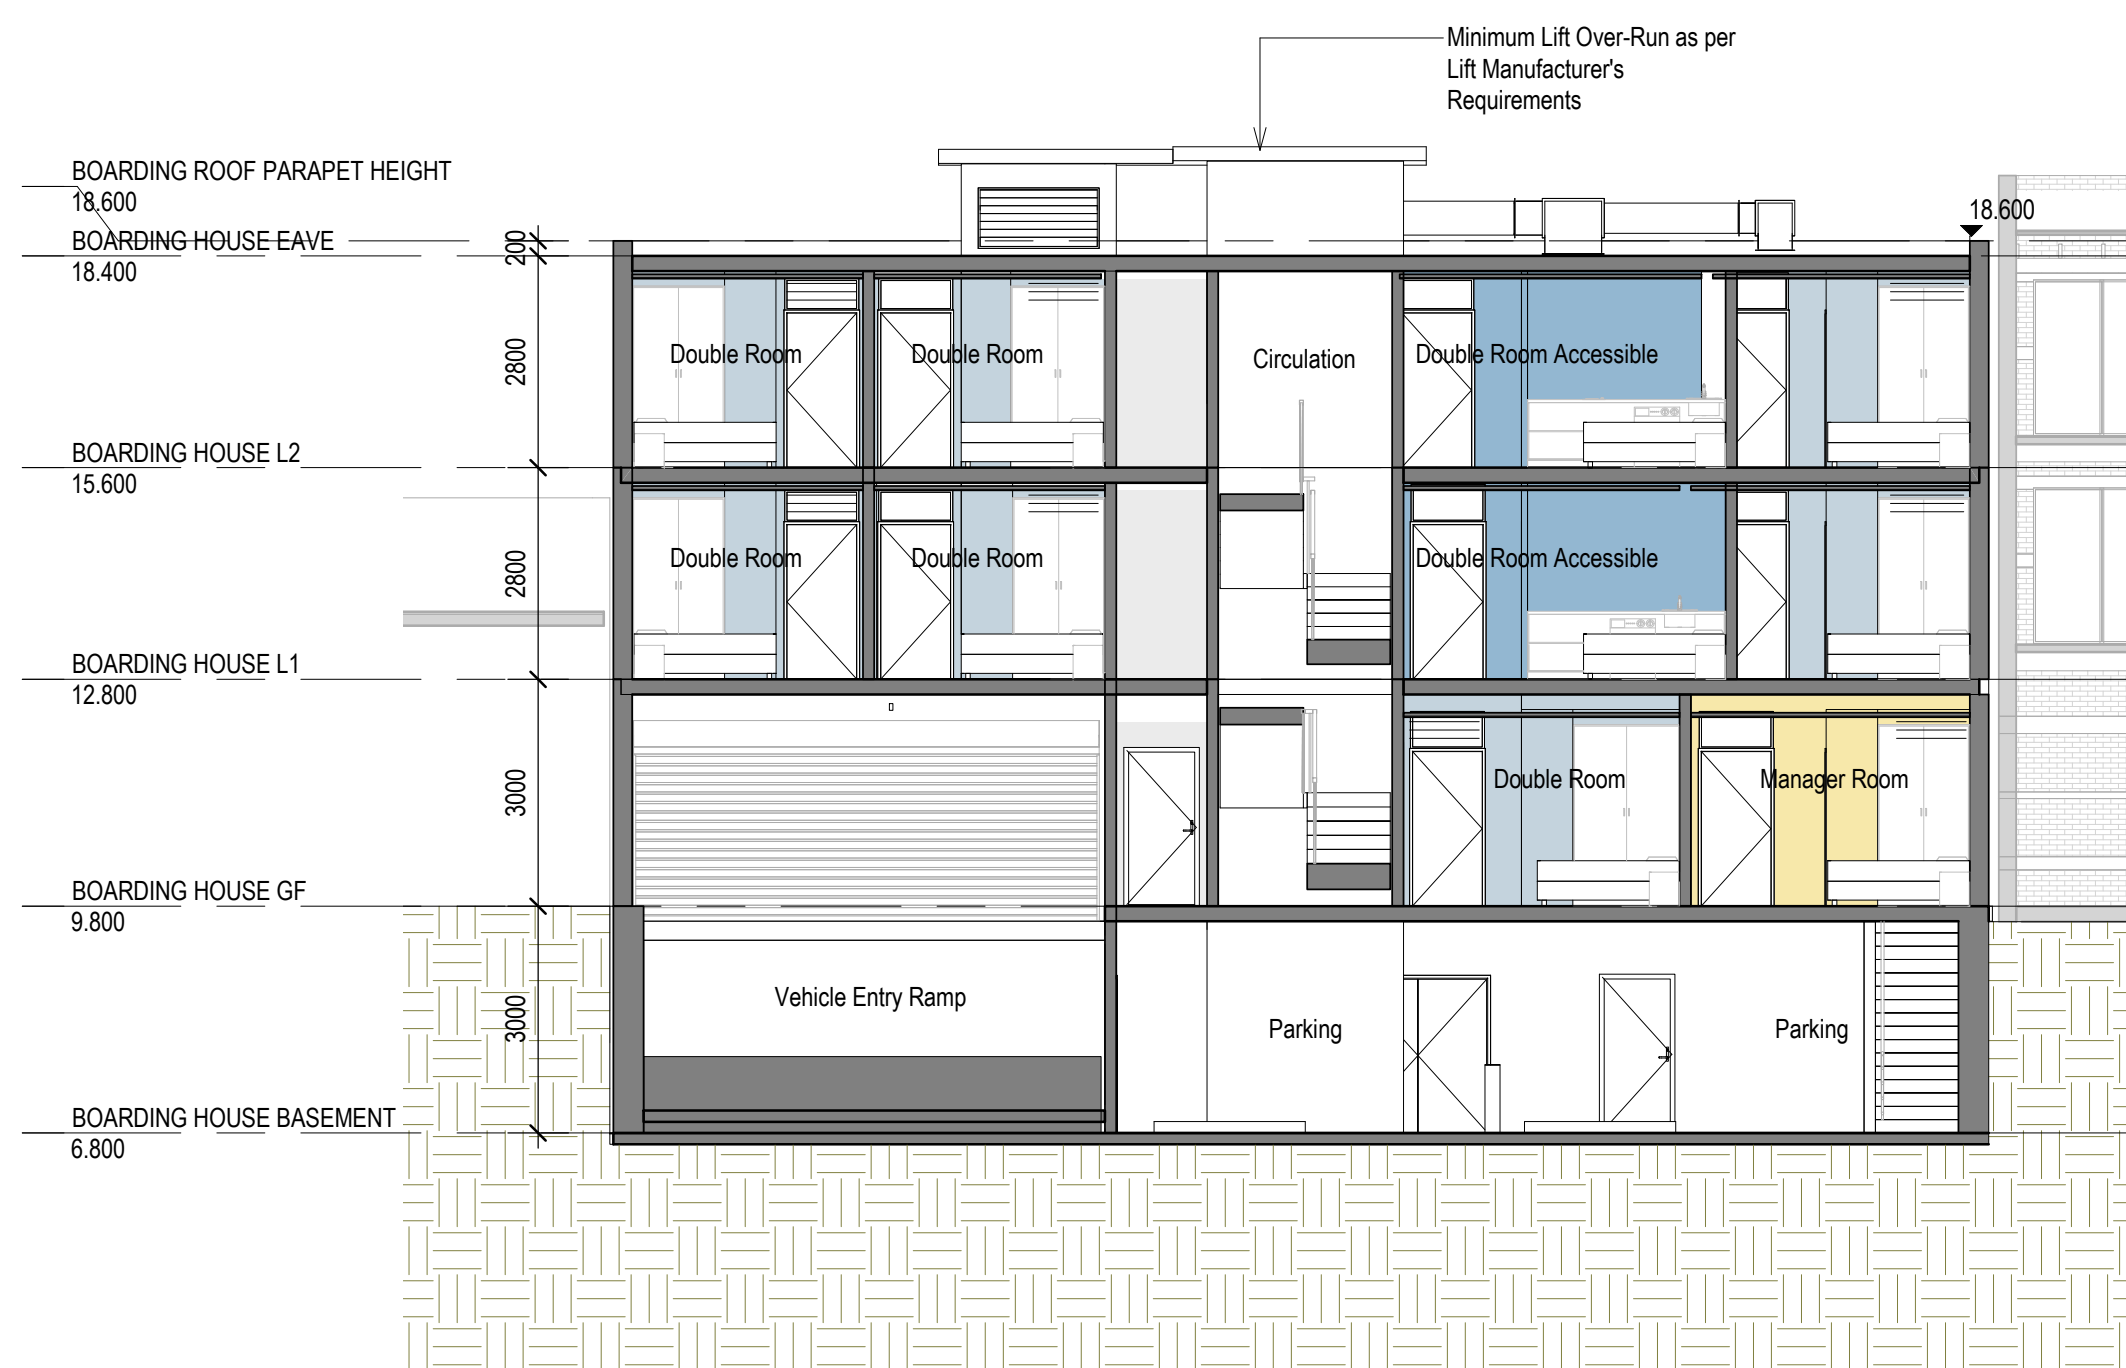 Minimum Lift Over-Run as per
Lift Manufacturer's
Requirements
BOARDING ROOF PARAPET HEIGHT
18.600
18.600
BOARDING HOUSE EAVE
18.400
200
2800
Double Room
Double Room
Circulation
Double Room Accessible
BOARDING HOUSE L2
15.600
2800
Double Room
Double Room
Double Room Accessible
BOARDING HOUSE L1
12.800
3000
Double Room
Manager Room
BOARDING HOUSE GF
9.800
3000
Vehicle Entry Ramp
Parking
Parking
BOARDING HOUSE BASEMENT
6.800